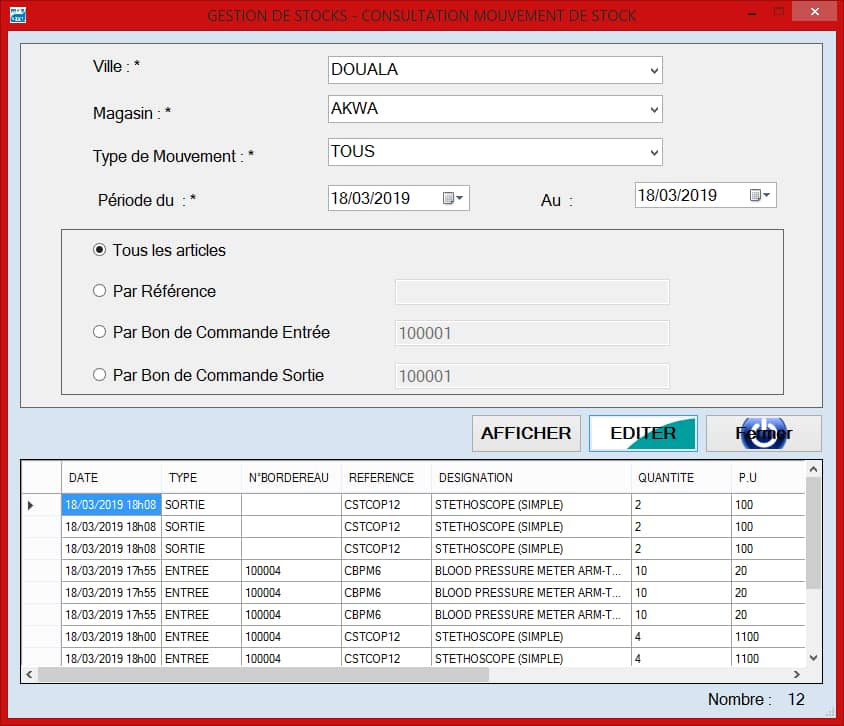 GESTION DE STOCKS - CONSULTATION MOUVEMENT DE STOCK
Ville : * DOUALA
Magasin : * AKWA
Type de Mouvement : * TOUS
Période du : * 18/03/2019 Au : 18/03/2019
Tous les articles
Par Référence
Par Bon de Commande Entrée 100001
Par Bon de Commande Sortie 100001
AFFICHER EDITER Fermer
DATE TYPE N°BORDEREAU REFERENCE DESIGNATION QUANTITE P.U
18/03/2019 18h08 SORTIE CSTCOP12 STETHOSCOPE (SIMPLE) 2 100
18/03/2019 18h08 SORTIE CSTCOP12 STETHOSCOPE (SIMPLE) 2 100
18/03/2019 18h08 SORTIE CSTCOP12 STETHOSCOPE (SIMPLE) 2 100
18/03/2019 17h55 ENTREE 100004 CBPM6 BLOOD PRESSURE METER ARM-T... 10 20
18/03/2019 17h55 ENTREE 100004 CBPM6 BLOOD PRESSURE METER ARM-T... 10 20
18/03/2019 17h55 ENTREE 100004 CBPM6 BLOOD PRESSURE METER ARM-T... 10 20
18/03/2019 18h00 ENTREE 100004 CSTCOP12 STETHOSCOPE (SIMPLE) 4 1100
18/03/2019 18h00 ENTREE 100004 CSTCOP12 STETHOSCOPE (SIMPLE) 4 1100
Nombre : 12